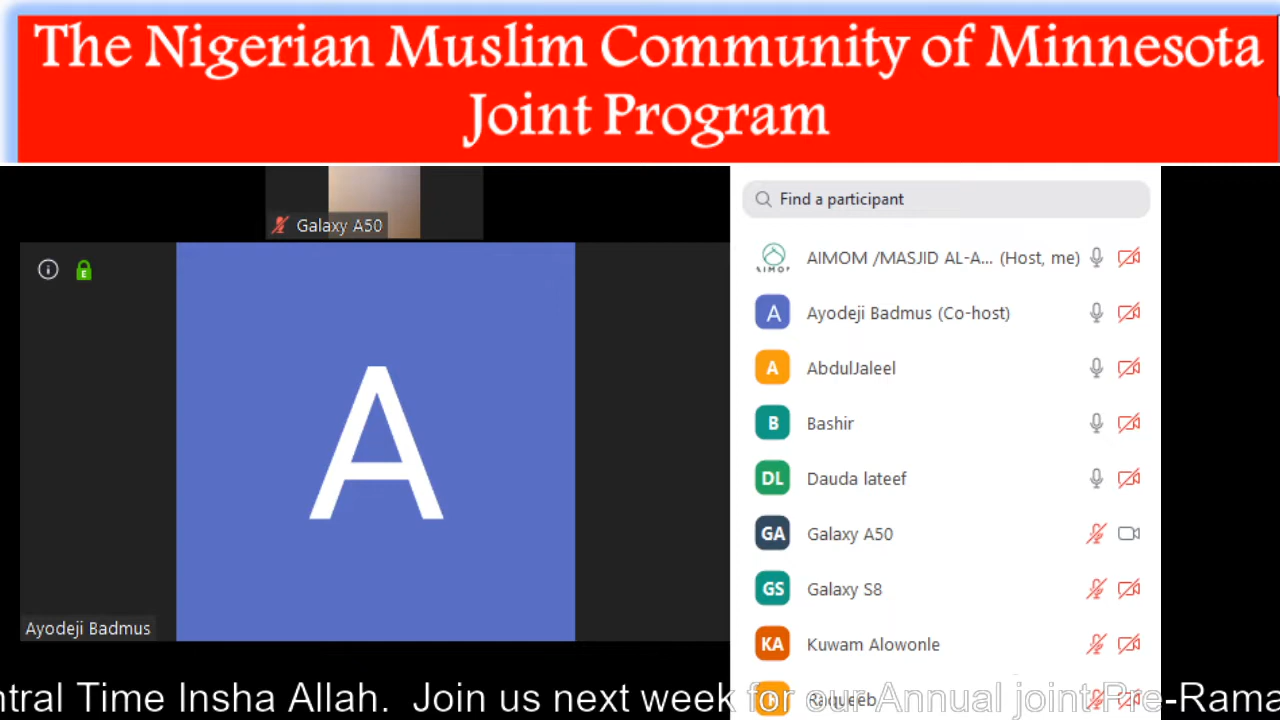 The Nigerian Muslim Community of Minnesota
Joint Program
Galaxy A50
E
A
Ayodeji Badmus
Find a participant
AIMOM
AIMOM /MASJID AL-A... (Host, me)
A
Ayodeji Badmus (Co-host)
A
AbdulJaleel
B
Bashir
DL
Dauda lateef
GA
Galaxy A50
GS
Galaxy S8
KA
Kuwam Alowonle
R
Raqueeb
ntral Time Insha Allah. Join us next week for our Annual joint Pre-Rama